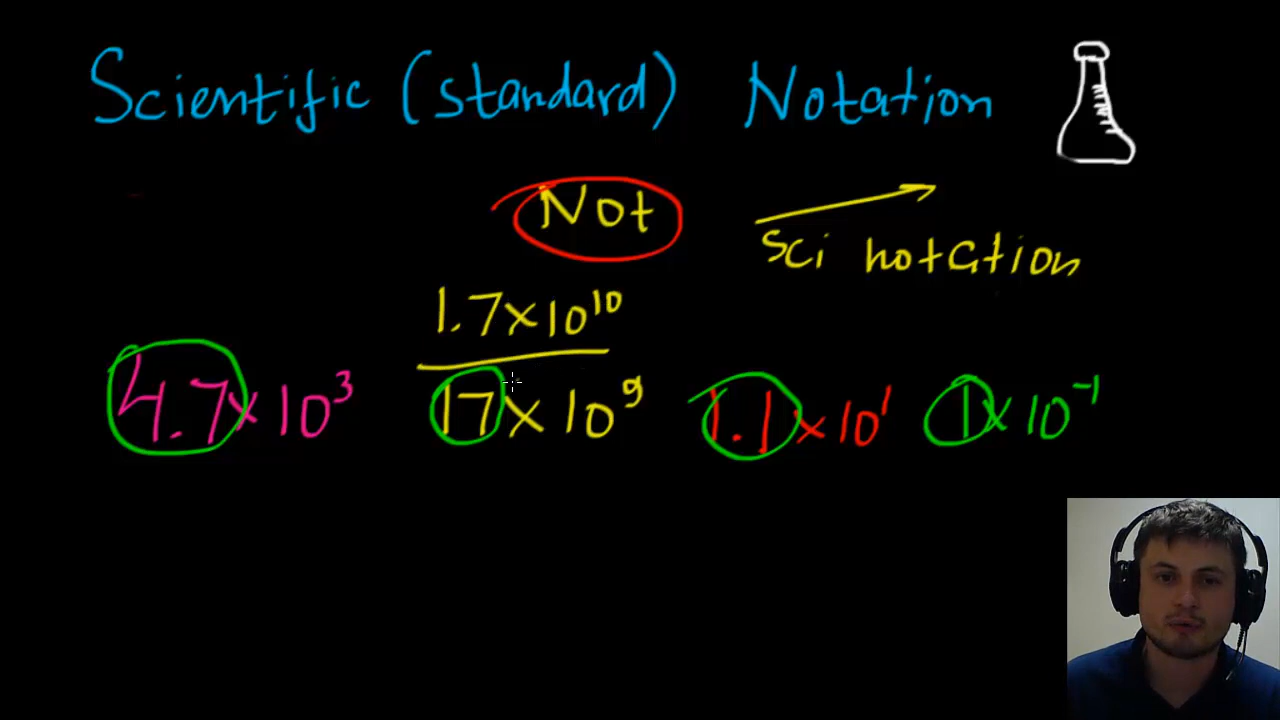 Scientific (standard) Notation
Not
sci notation
1.7×10¹⁰
4.7×10³ 17×10⁹ 1.1×10¹ 1×10⁻¹